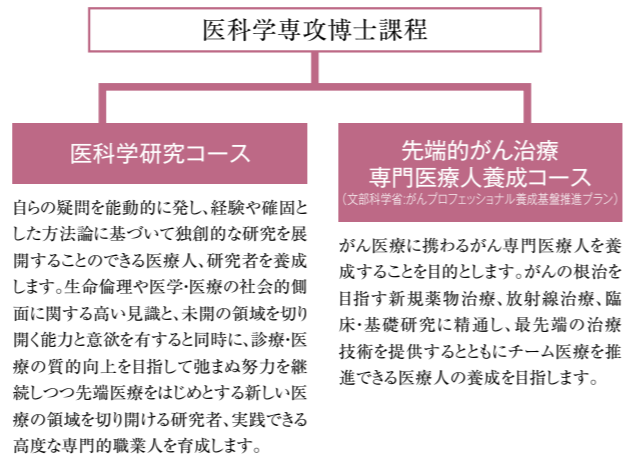 医科学専攻博士課程
医科学研究コース
自らの疑問を能動的に発し、経験や確固と
した方法論に基づいて独創的な研究を展
開することのできる医療人、研究者を養成
します。生命倫理や医学・医療の社会的側
面に関する高い見識と、未開の領域を切り
開く能力と意欲を有すると同時に、診療・医
療の質的向上を目指して弛まぬ努力を継
続しつつ先端医療をはじめとする新しい医
療の領域を切り開ける研究者、実践できる
高度な専門的職業人を育成します。
先端的がん治療
専門医療人養成コース
（文部科学省:がんプロフェッショナル養成基盤推進プラン）
がん医療に携わるがん専門医療人を養
成することを目的とします。がんの根治を
目指す新規薬物治療、放射線治療、臨
床・基礎研究に精通し、最先端の治療
技術を提供するとともにチーム医療を推
進できる医療人の養成を目指します。